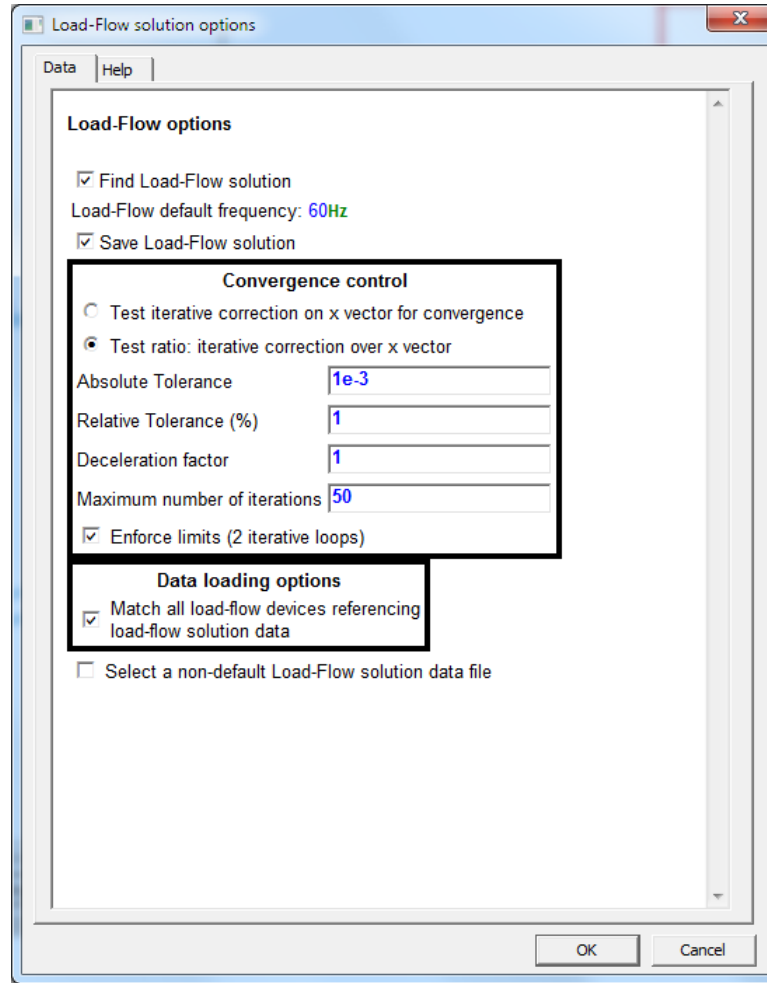 Load-Flow solution options
Data
Help
Load-Flow options
Find Load-Flow solution
Load-Flow default frequency: 60Hz
Save Load-Flow solution
Convergence control
Test iterative correction on x vector for convergence
Test ratio: iterative correction over x vector
Absolute Tolerance 1e-3
Relative Tolerance (%) 1
Deceleration factor 1
Maximum number of iterations 50
Enforce limits (2 iterative loops)
Data loading options
Match all load-flow devices referencing
load-flow solution data
Select a non-default Load-Flow solution data file
OK Cancel